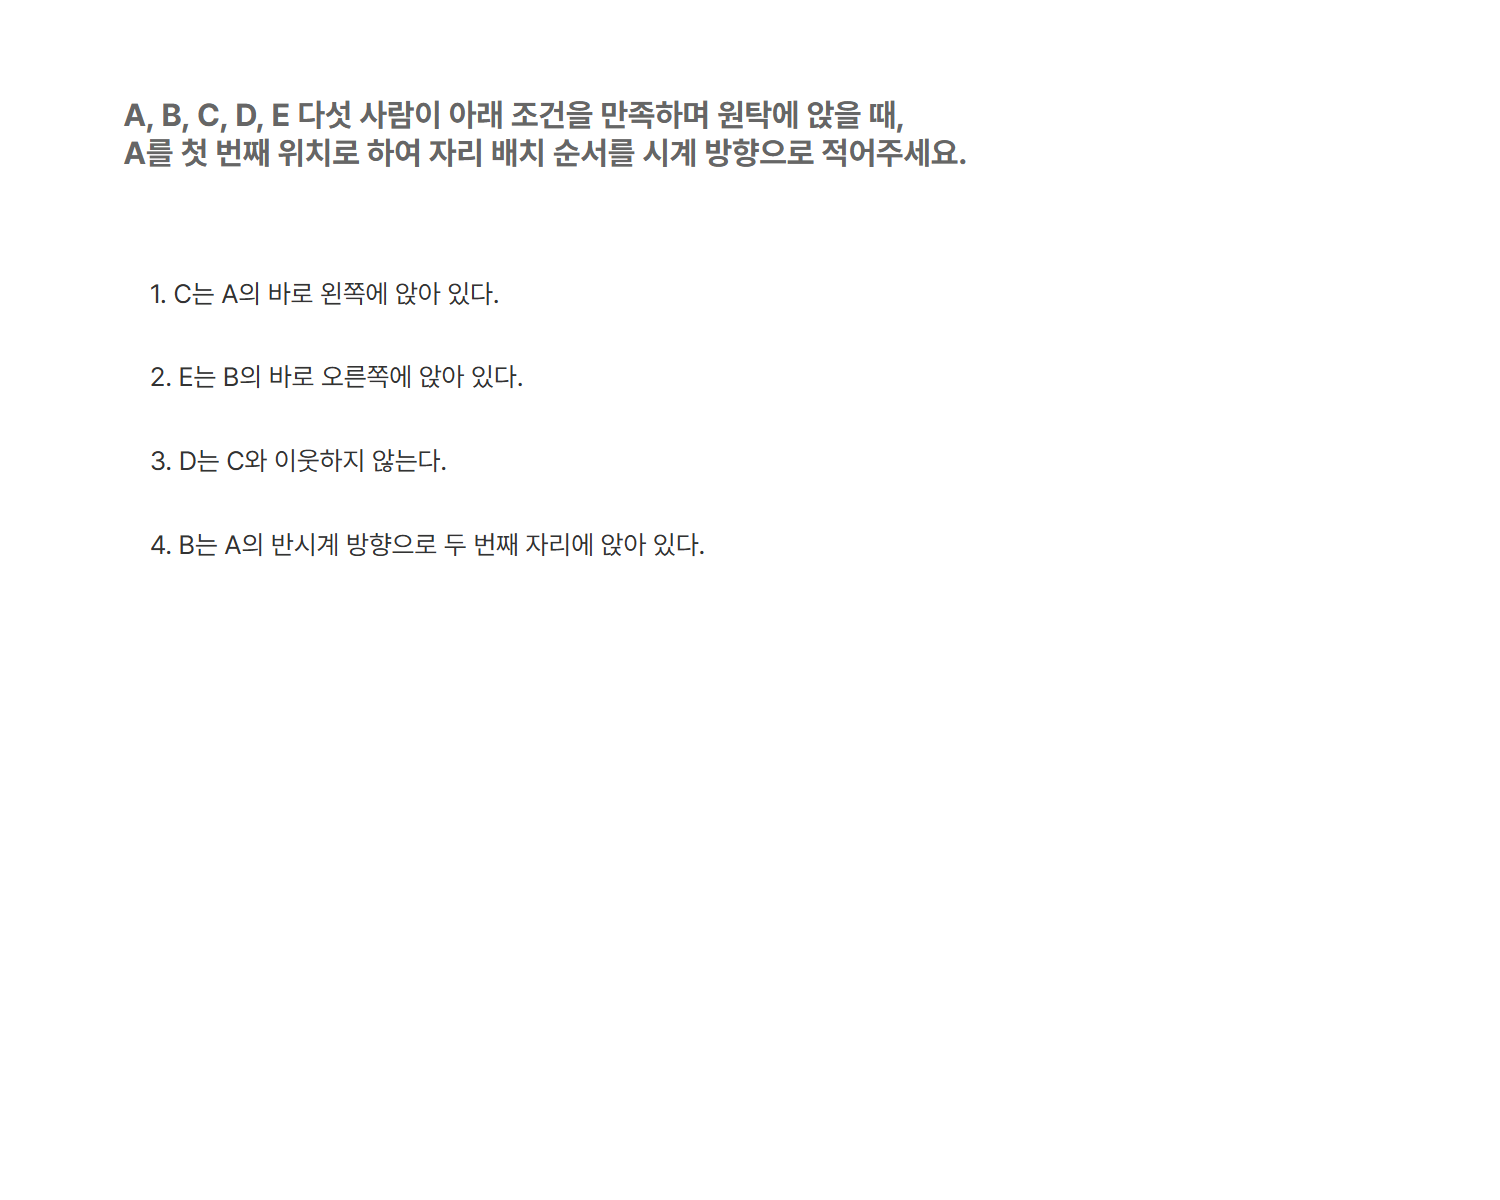 A, B, C, D, E 다섯 사람이 아래 조건을 만족하며 원탁에 앉을 때,
A를 첫 번째 위치로 하여 자리 배치 순서를 시계 방향으로 적어주세요.
1. C는 A의 바로 왼쪽에 앉아 있다.
2. E는 B의 바로 오른쪽에 앉아 있다.
3. D는 C와 이웃하지 않는다.
4. B는 A의 반시계 방향으로 두 번째 자리에 앉아 있다.